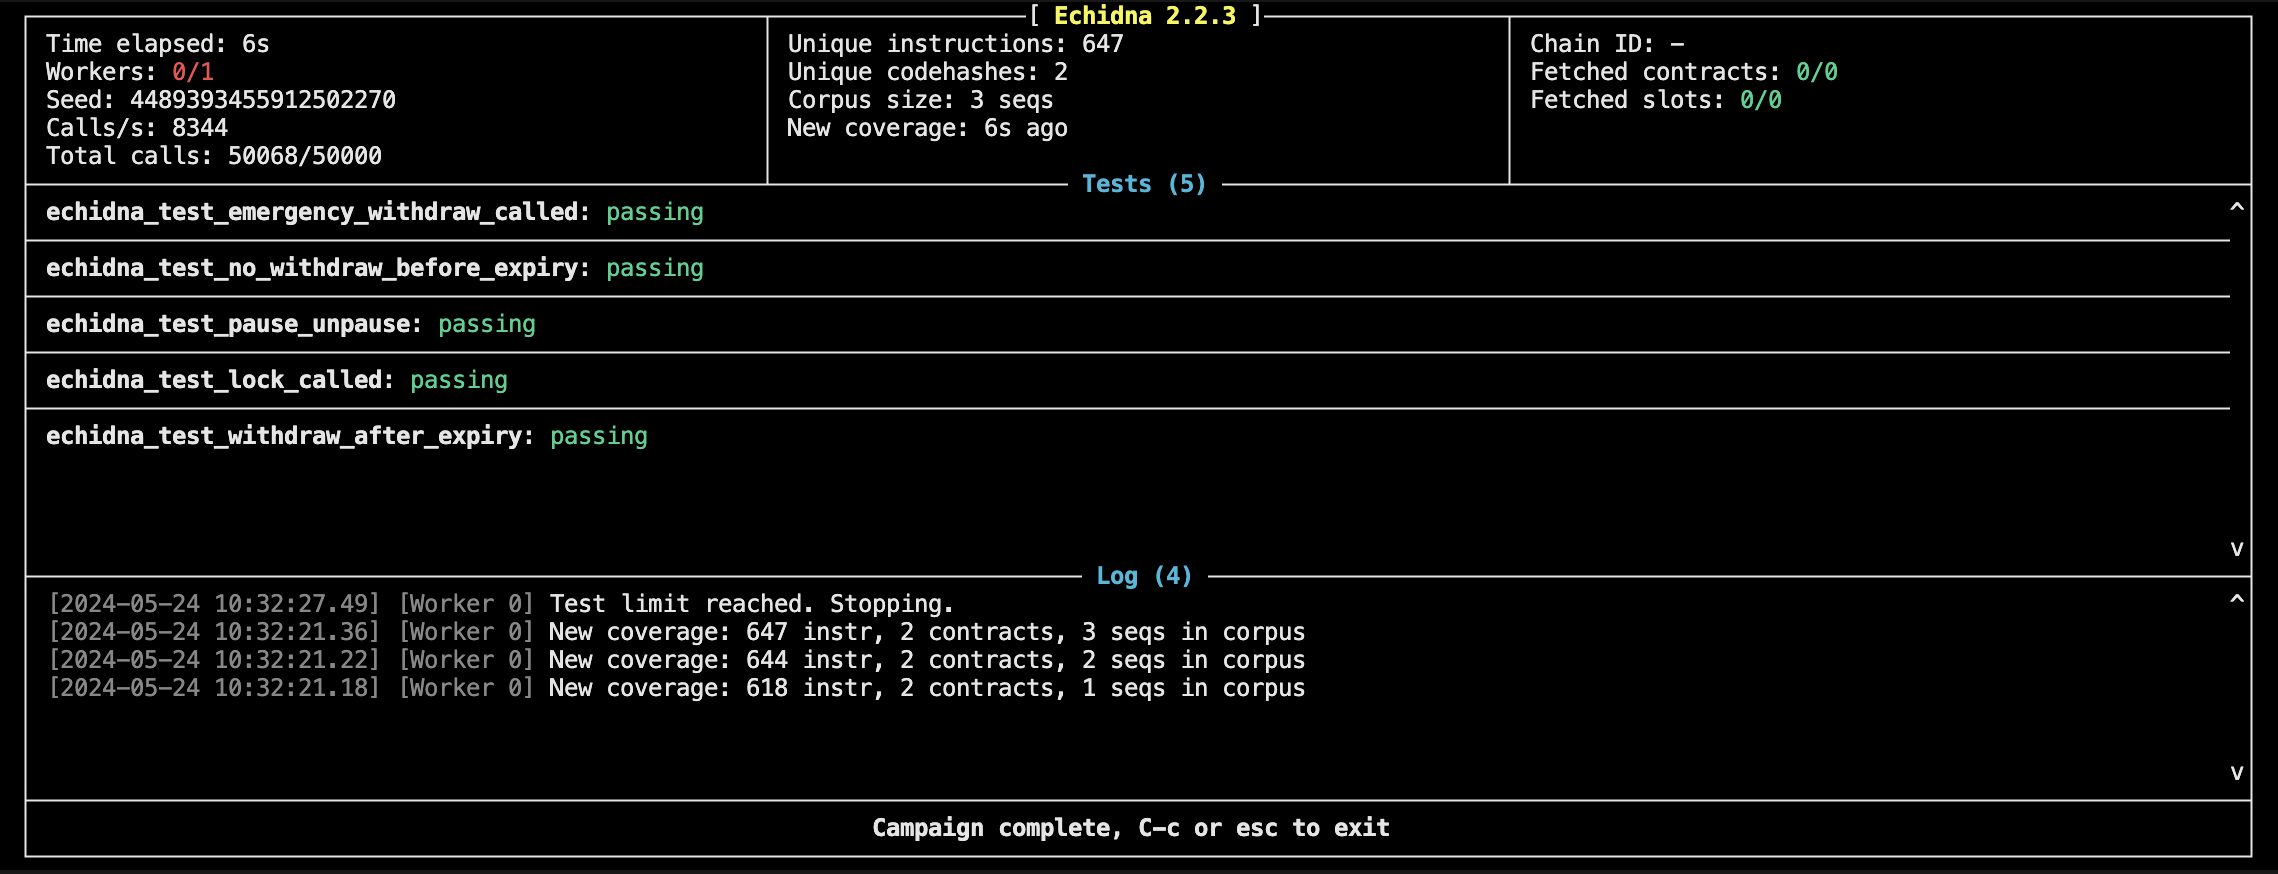 [ Echidna 2.2.3 ]
Time elapsed: 6s
Workers: 0/1
Seed: 4489393455912502270
Calls/s: 8344
Total calls: 50068/50000
Unique instructions: 647
Unique codehashes: 2
Corpus size: 3 seqs
New coverage: 6s ago
Chain ID: -
Fetched contracts: 0/0
Fetched slots: 0/0
Tests (5)
echidna_test_emergency_withdraw_called: passing
^
echidna_test_no_withdraw_before_expiry: passing
echidna_test_pause_unpause: passing
echidna_test_lock_called: passing
echidna_test_withdraw_after_expiry: passing
v
Log (4)
[2024-05-24 10:32:27.49] [Worker 0] Test limit reached. Stopping.
^
[2024-05-24 10:32:21.36] [Worker 0] New coverage: 647 instr, 2 contracts, 3 seqs in corpus
[2024-05-24 10:32:21.22] [Worker 0] New coverage: 644 instr, 2 contracts, 2 seqs in corpus
[2024-05-24 10:32:21.18] [Worker 0] New coverage: 618 instr, 2 contracts, 1 seqs in corpus
v
Campaign complete, C-c or esc to exit